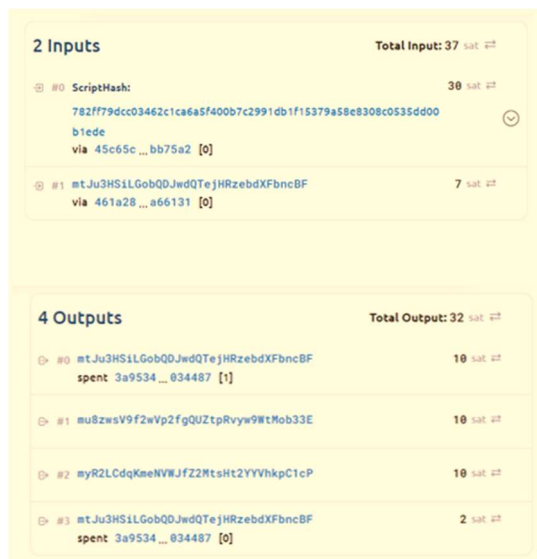 2 Inputs
Total Input: 37 sat
#0 ScriptHash: 30 sat
782ff79dcc03462c1ca6a5f400b7c2991db1f15379a58e8308c0535dd00
b1ede
via 45c65c…bb75a2 [0]
#1 mtJu3HSiLGobQDJwdQTejHRzebdXFbncBF 7 sat
via 461a28…a66131 [0]
4 Outputs
Total Output: 32 sat
#0 mtJu3HSiLGobQDJwdQTejHRzebdXFbncBF 10 sat
spent 3a9534…034487 [1]
#1 mu8zwsV9f2wVp2fgQUZtpRvyw9WtMob33E 10 sat
#2 myR2LCdqKmeNVWJfZ2MtsHt2YYVhkpC1cP 10 sat
#3 mtJu3HSiLGobQDJwdQTejHRzebdXFbncBF 2 sat
spent 3a9534…034487 [0]